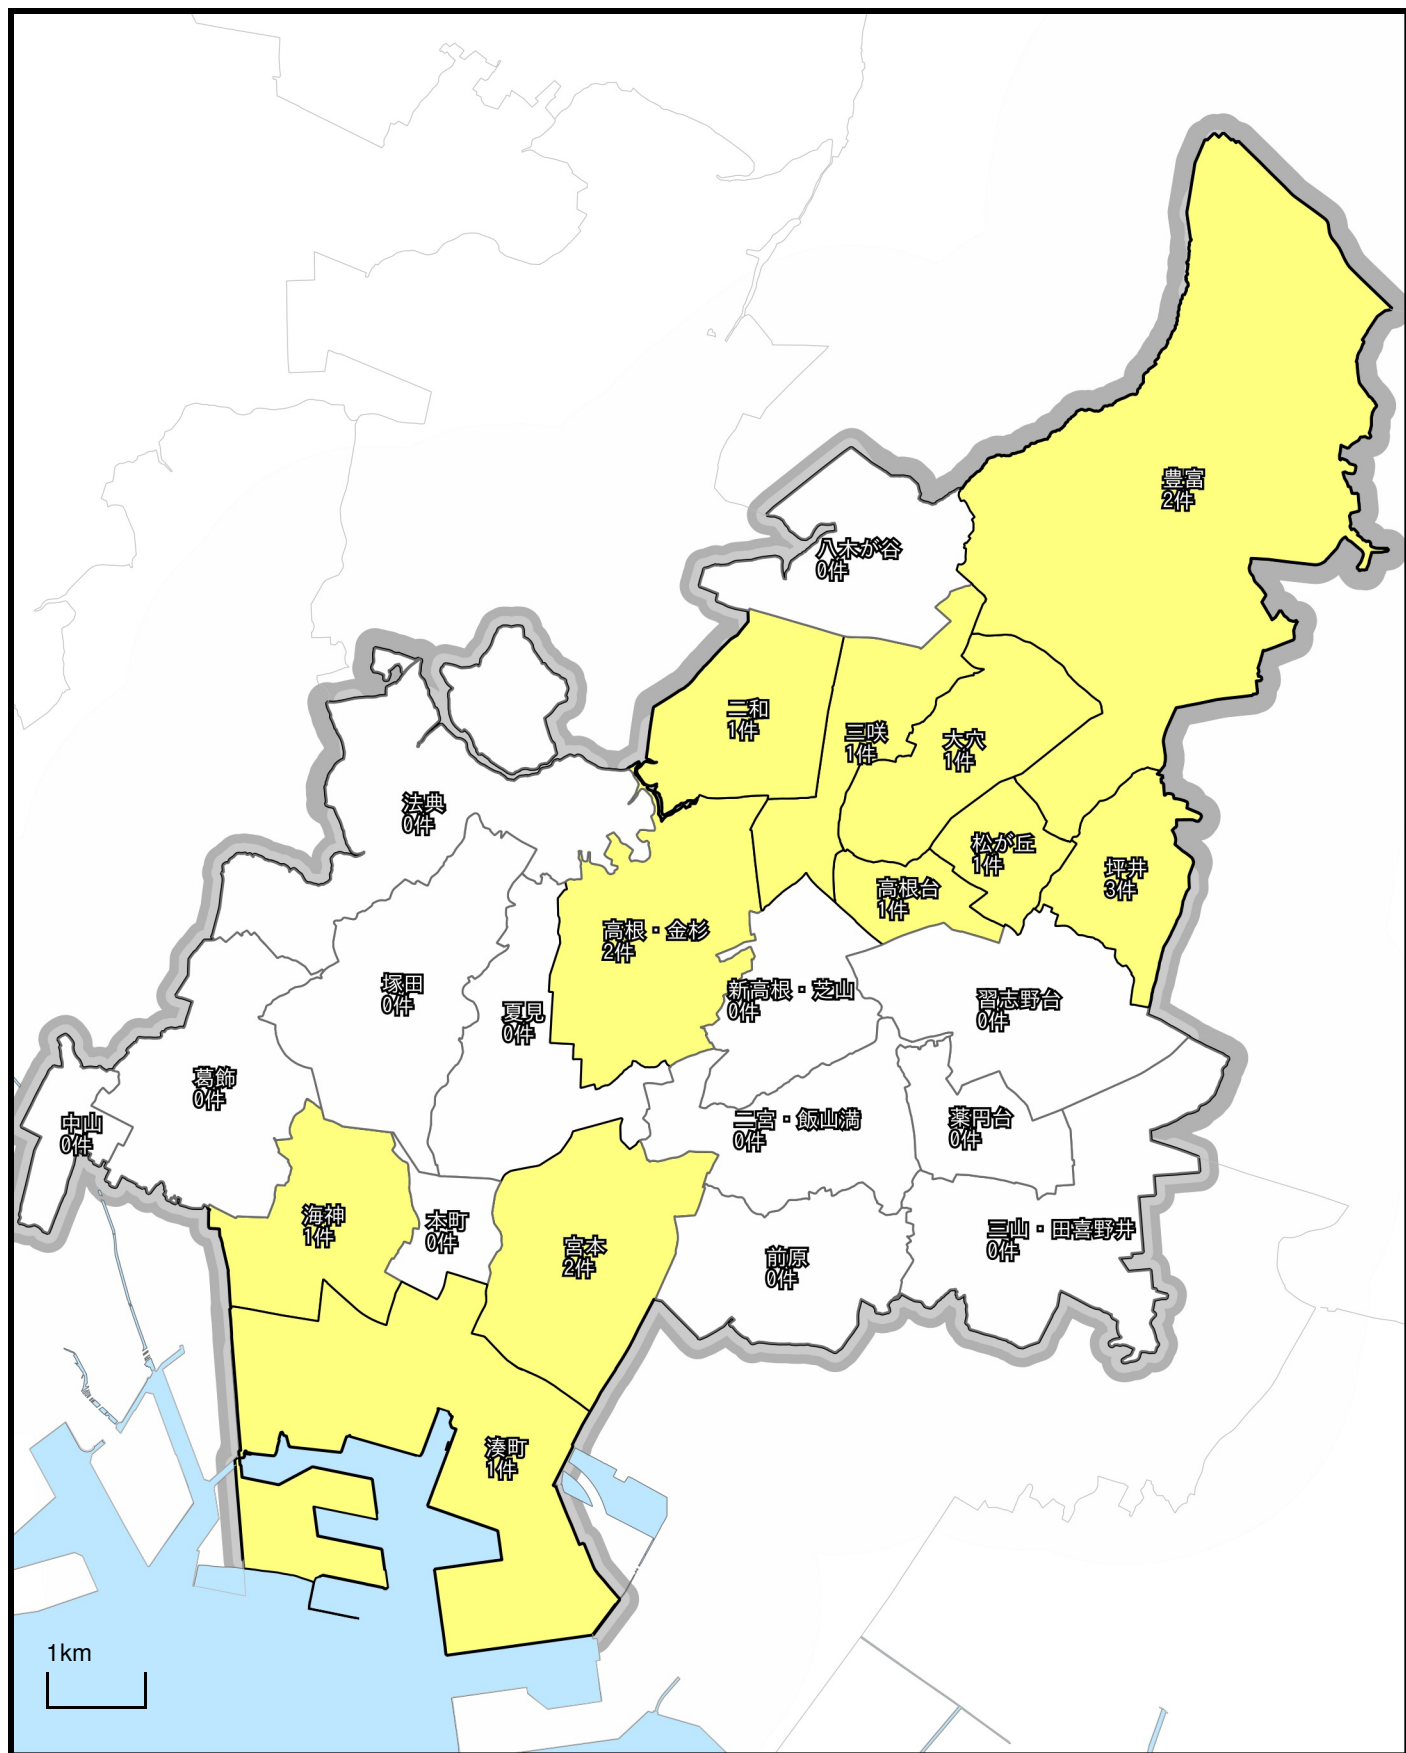 豊富
2件
八木が谷
0件
二和
1件
三咲
1件
大穴
1件
法典
0件
松が丘
1件
坪井
3件
高根台
1件
高根・金杉
2件
塚田
0件
夏見
0件
新高根・芝山
0件
習志野台
0件
葛飾
0件
中山
0件
二宮・飯山満
0件
薬円台
0件
海神
1件
本町
0件
宮本
2件
前原
0件
三山・田喜野井
0件
湊町
1件
1km